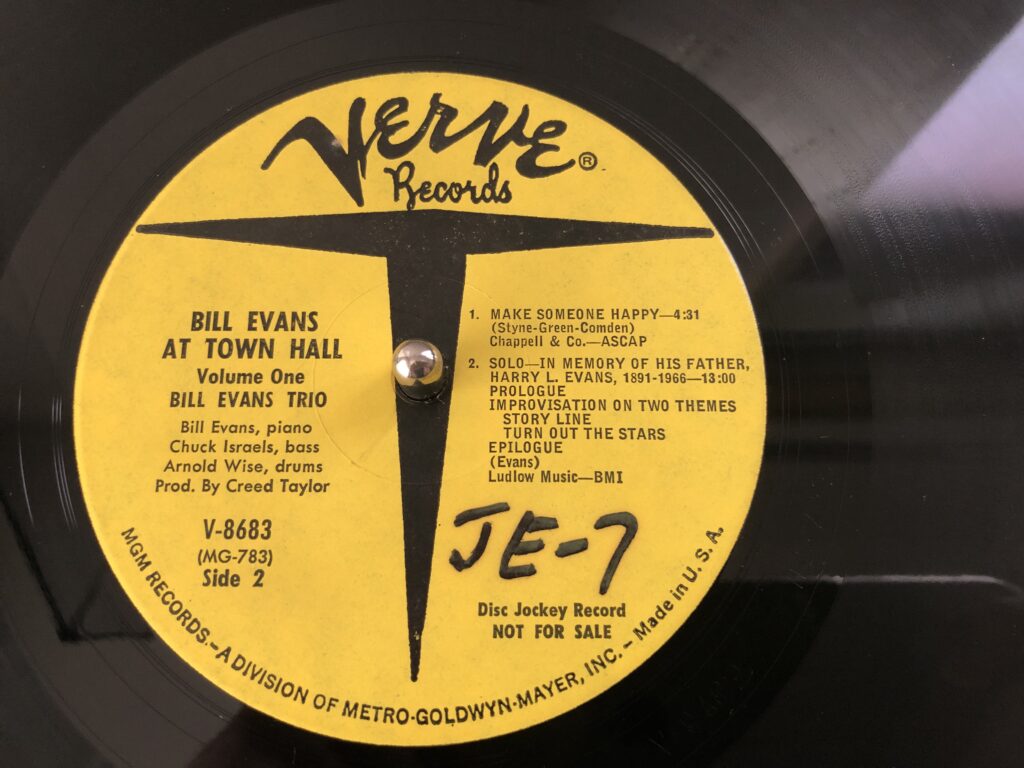 VERVE ®
Records
BILL EVANS
AT TOWN HALL
Volume One
BILL EVANS TRIO
Bill Evans, piano
Chuck Israels, bass
Arnold Wise, drums
Prod. By Creed Taylor
V-8683
(MG-783)
Side 2
1. MAKE SOMEONE HAPPY—4:31
(Styne-Green-Comden)
Chappell & Co.—ASCAP
2. SOLO—IN MEMORY OF HIS FATHER,
HARRY L. EVANS, 1891-1966—13:00
PROLOGUE
IMPROVISATION ON TWO THEMES
STORY LINE
TURN OUT THE STARS
EPILOGUE
(Evans)
Ludlow Music—BMI
JE-7
Disc Jockey Record
NOT FOR SALE
MGM RECORDS.—A DIVISION OF METRO-GOLDWYN-MAYER, INC. - Made in U. S. A.